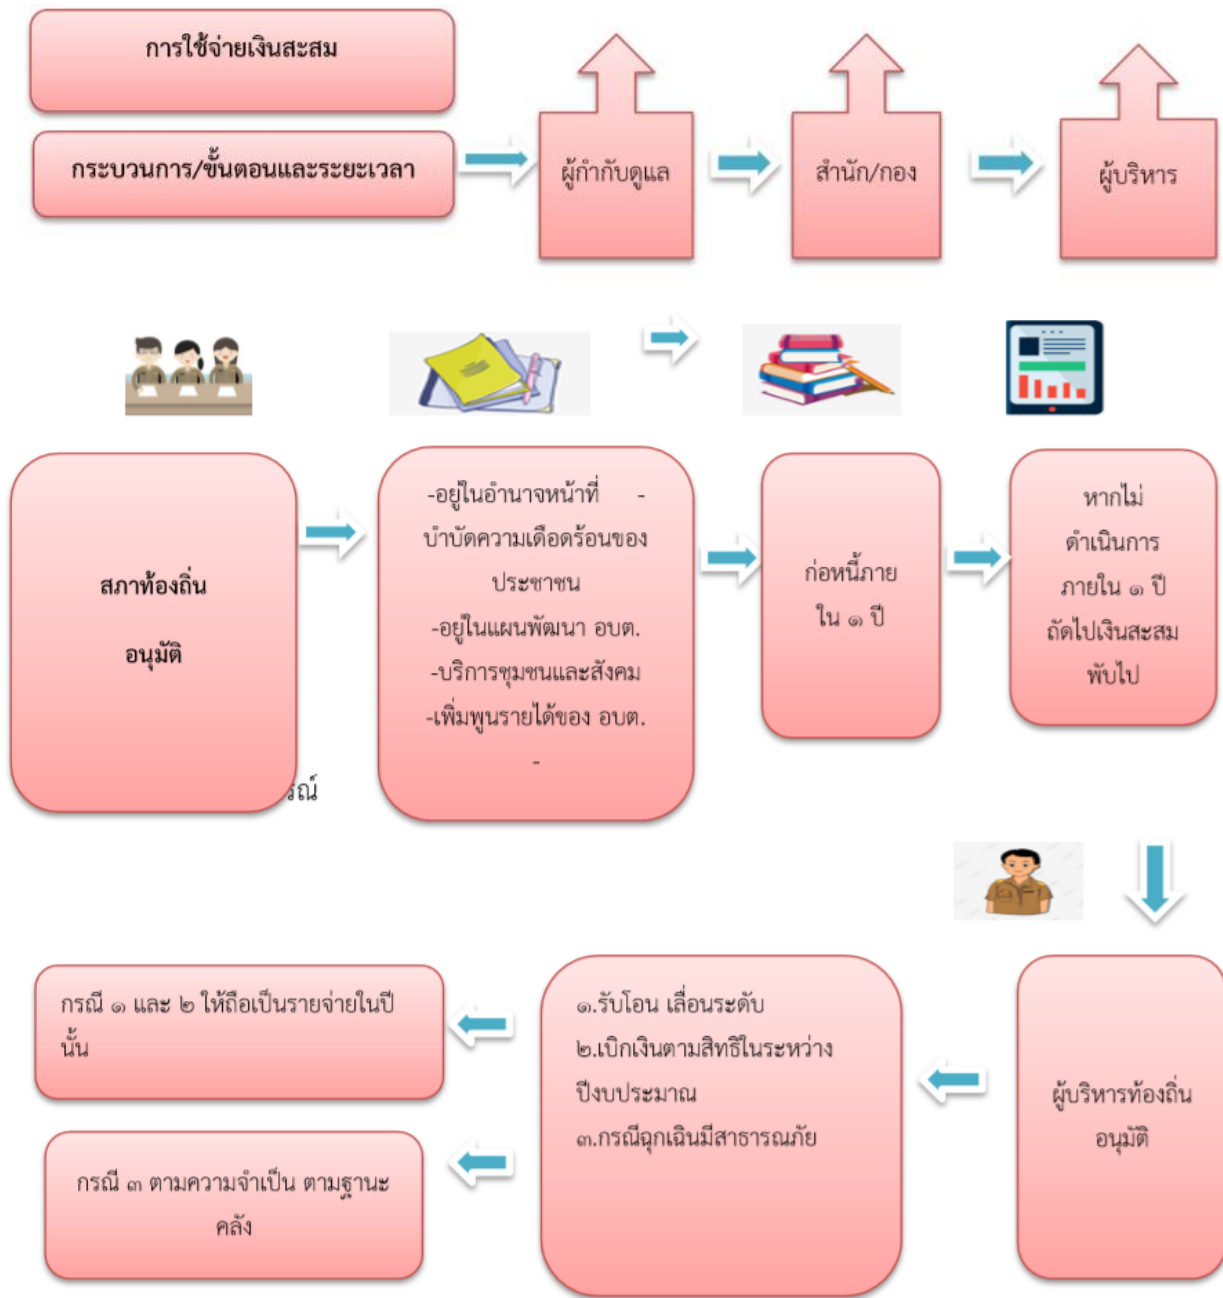 การใช้จ่ายเงินสะสม
กระบวนการ/ขั้นตอนและระยะเวลา
ผู้กำกับดูแล
สำนัก/กอง
ผู้บริหาร
สภาท้องถิ่น
อนุมัติ
รณ์
-อยู่ในอำนาจหน้าที่ -
บำบัดความเดือดร้อนของ
ประชาชน
-อยู่ในแผนพัฒนา อบต.
-บริการชุมชนและสังคม
-เพิ่มพูนรายได้ของ อบต.
-
ก่อหนี้ภาย
ใน ๑ ปี
หากไม่
ดำเนินการ
ภายใน ๑ ปี
ถัดไปเงินสะสม
พับไป
ผู้บริหารท้องถิ่น
อนุมัติ
๑.รับโอน เลื่อนระดับ
๒.เบิกเงินตามสิทธิในระหว่าง
ปีงบประมาณ
๓.กรณีฉุกเฉินมีสาธารณภัย
กรณี ๑ และ ๒ ให้ถือเป็นรายจ่ายในปี
นั้น
กรณี ๓ ตามความจำเป็น ตามฐานะ
คลัง